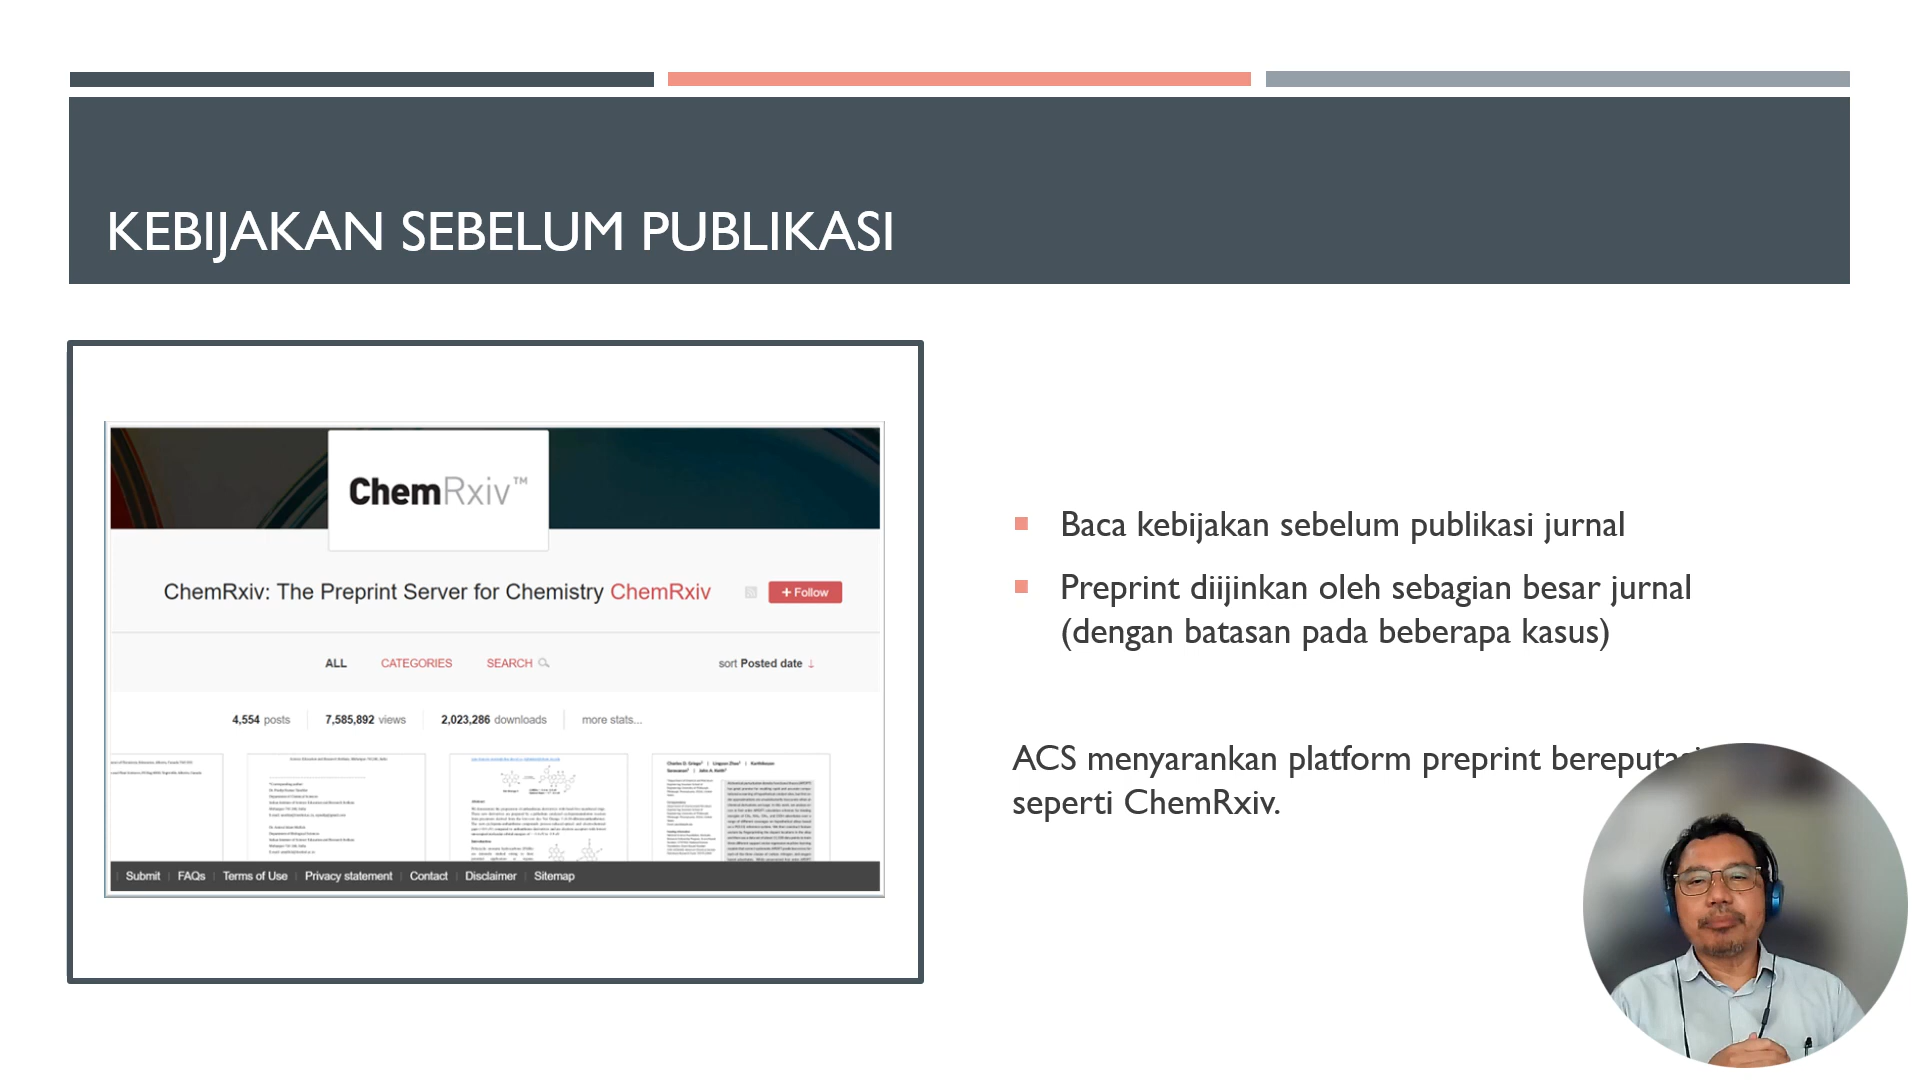 KEBIJAKAN SEBELUM PUBLIKASI
ChemRxiv™
ChemRxiv: The Preprint Server for Chemistry ChemRxiv
+ Follow
ALL CATEGORIES SEARCH sort Posted date ↓
4,554 posts 7,585,892 views 2,023,286 downloads more stats...
Submit FAQs Terms of Use Privacy statement Contact Disclaimer Sitemap
Baca kebijakan sebelum publikasi jurnal
Preprint diijinkan oleh sebagian besar jurnal
(dengan batasan pada beberapa kasus)
ACS menyarankan platform preprint bereputasi
seperti ChemRxiv.